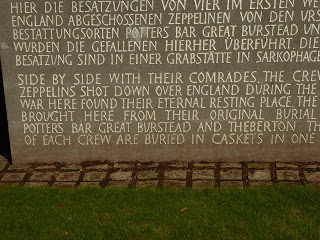 HIER DIE BESATZUNGEN VON VIER IM ERSTEN WE
ENGLAND ABGESCHOSSENEN ZEPPELINEN VON DEN URS
BESTATTUNGSORTEN POTTERS BAR GREAT BURSTEAD UN
WURDEN DIE GEFALLENEN HIERHER ÜBERFÜHRT. DIE
BESATZUNG SIND IN EINER GRABSTÄTTE IN SARKOPHAGE
SIDE BY SIDE WITH THEIR COMRADES, THE CREW
ZEPPELINS SHOT DOWN OVER ENGLAND DURING THE
WAR HERE FOUND THEIR ETERNAL RESTING PLACE. THE
BROUGHT HERE FROM THEIR ORIGINAL BURIAL
POTTERS BAR GREAT BURSTEAD AND THEBERTON. TH
OF EACH CREW ARE BURIED IN CASKETS IN ONE